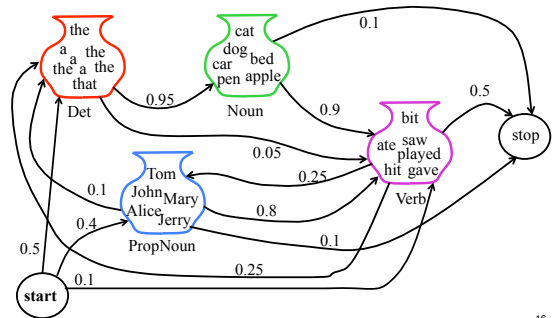 the
a the
a the
the a
that
Det
cat
dog
car bed
pen apple
Noun
bit
ate saw
played
hit gave
Verb
Tom
John
Mary
Alice
Jerry
PropNoun
start
stop
0.95
0.1
0.9
0.5
0.05
0.25
0.1
0.8
0.4
0.1
0.5
0.25
0.1